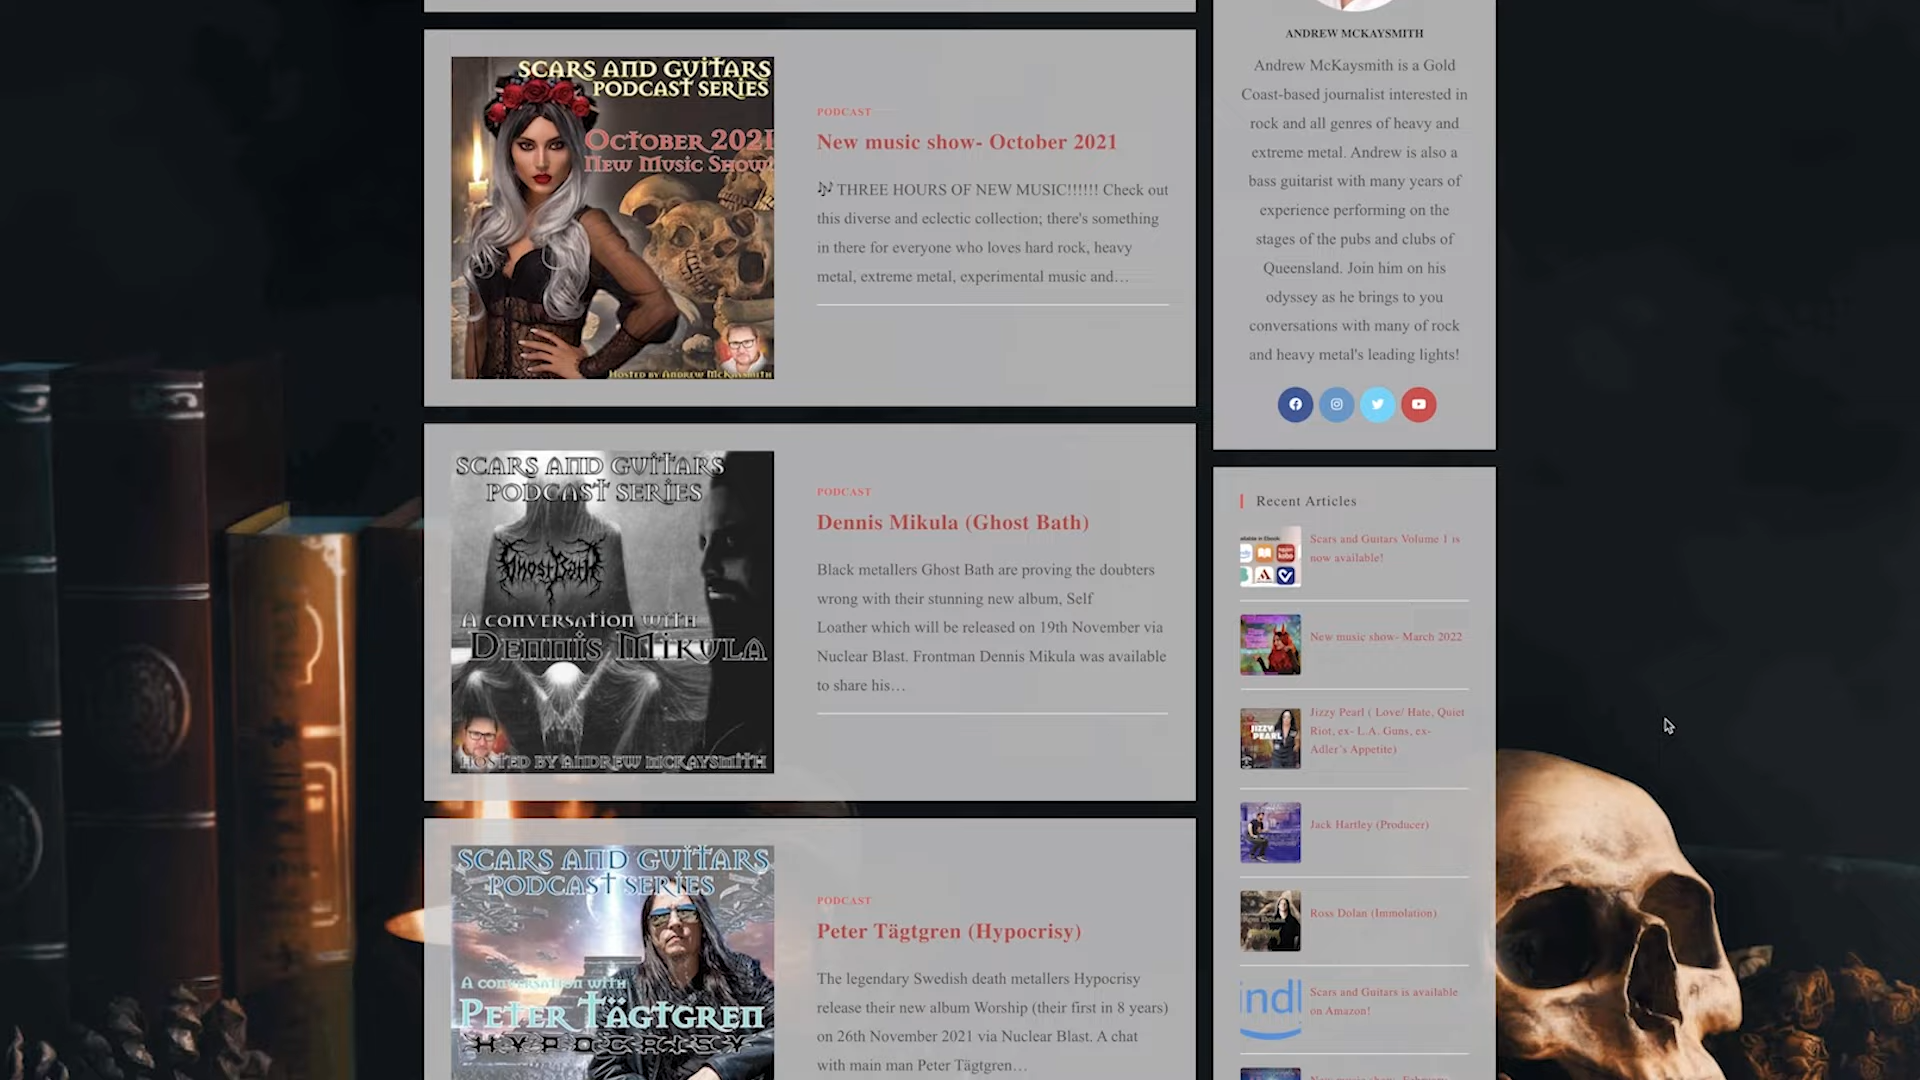 SCARS AND GUITARS
PODCAST SERIES
OCTOBER 2021
NEW MUSIC SHOW
HOSTED BY ANDREW MCKAYSMITH
PODCAST
New music show- October 2021
THREE HOURS OF NEW MUSIC!!!!!! Check out
this diverse and eclectic collection; there's something
in there for everyone who loves hard rock, heavy
metal, extreme metal, experimental music and…
SCARS AND GUITARS
PODCAST SERIES
GHOST BATH
A CONVERSATION WITH
DENNIS MIKULA
HOSTED BY ANDREW MCKAYSMITH
PODCAST
Dennis Mikula (Ghost Bath)
Black metallers Ghost Bath are proving the doubters
wrong with their stunning new album, Self
Loather which will be released on 19th November via
Nuclear Blast. Frontman Dennis Mikula was available
to share his…
SCARS AND GUITARS
PODCAST SERIES
A CONVERSATION WITH
PETER TÄGTGREN
HYPOCRISY
PODCAST
Peter Tägtgren (Hypocrisy)
The legendary Swedish death metallers Hypocrisy
release their new album Worship (their first in 8 years)
on 26th November 2021 via Nuclear Blast. A chat
with main man Peter Tägtgren…
ANDREW MCKAYSMITH
Andrew McKaysmith is a Gold
Coast-based journalist interested in
rock and all genres of heavy and
extreme metal. Andrew is also a
bass guitarist with many years of
experience performing on the
stages of the pubs and clubs of
Queensland. Join him on his
odyssey as he brings to you
conversations with many of rock
and heavy metal's leading lights!
Recent Articles
Scars and Guitars Volume 1 is
now available!
New music show- March 2022
JIZZY
PEARL
Jizzy Pearl ( Love/ Hate, Quiet
Riot, ex- L.A. Guns, ex-
Adler's Appetite)
Jack Hartley (Producer)
Ross Dolan (Immolation)
indl
Scars and Guitars is available
on Amazon!